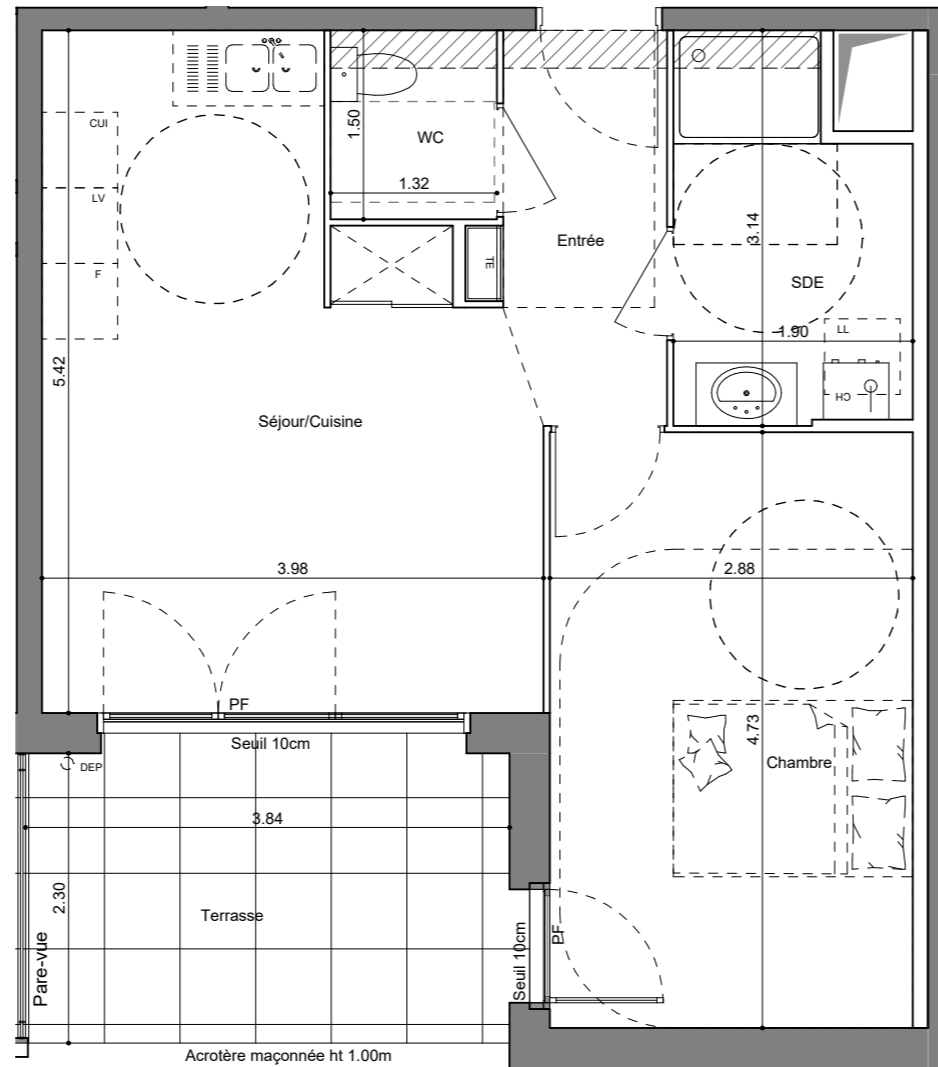 CUI
WC
1.50
1.32
LV
F
TE
Entrée
3.14
SDE
1.90
LL
CH
5.42
Séjour/Cuisine
3.98
2.88
PF
Seuil 10cm
DEP
4.73
Chambre
3.84
2.30
Terrasse
Pare-vue
Seuil 10cm
PF
Acrotère maçonnée ht 1.00m